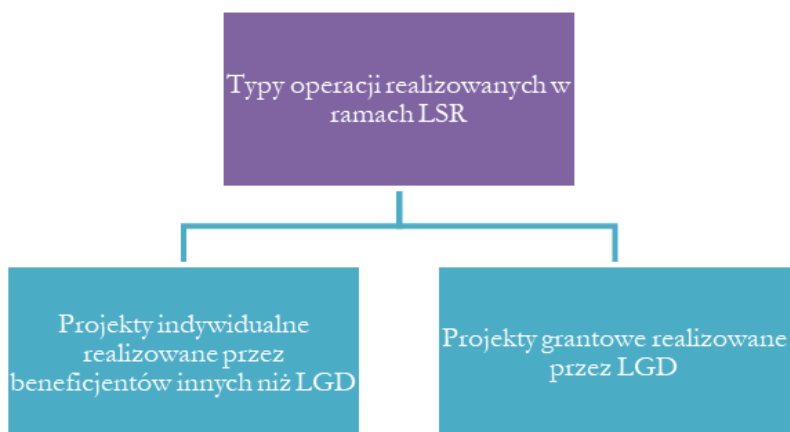 Typy operacji realizowanych w
ramach LSR
Projekty indywidualne
realizowane przez
beneficjentów innych niż LGD
Projekty grantowe realizowane
przez LGD